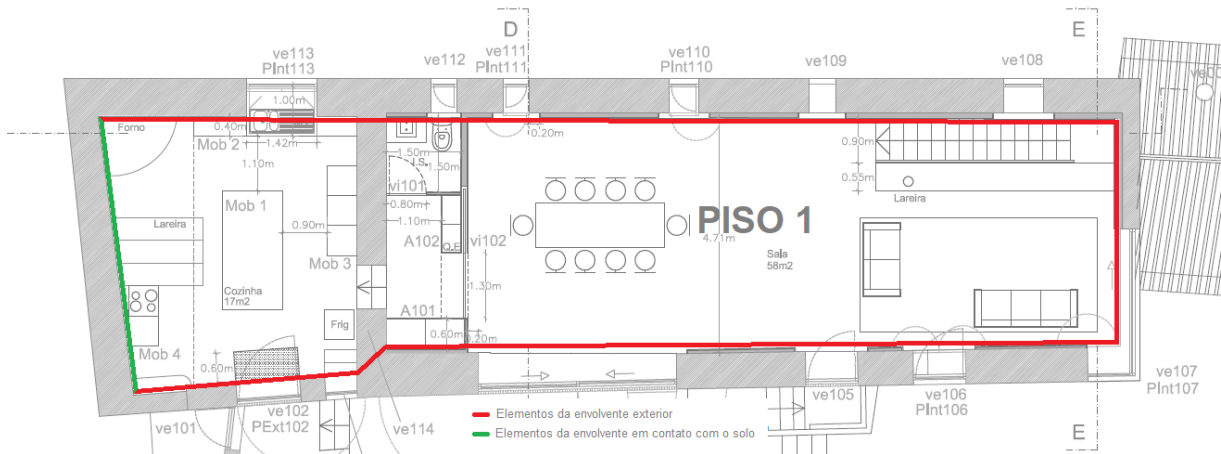 D
E
ve113
PInt113
ve112
ve111
PInt111
ve110
PInt110
ve109
ve108
1.00m
Forno
0.40m
Mob 2
1.42m
1.10m
0.20m
1.50m
1.50m
I.S.
vi101
0.80m
1.10m
0.90m
0.55m
Lareira
Mob 1
Lareira
0.90m
PISO 1
4.71m
A102
Q.E
vi102
Mob 3
Sala
58m2
Cozinha
17m2
1.30m
A101
Frig
0.60m
0.20m
Mob 4
0.60m
ve101
ve102
PExt102
ve114
ve105
ve106
PInt106
ve107
PInt107
Elementos da envolvente exterior
Elementos da envolvente em contato com o solo
E